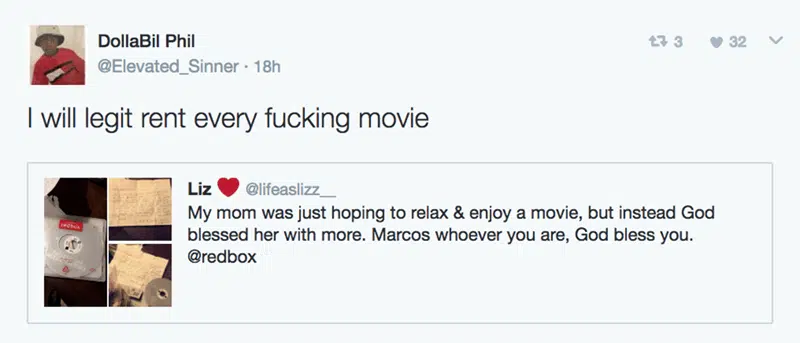 DollaBil Phil
@Elevated_Sinner · 18h
3 32
I will legit rent every fucking movie
Liz ❤ @lifeaslizz__
My mom was just hoping to relax & enjoy a movie, but instead God
blessed her with more. Marcos whoever you are, God bless you.
@redbox